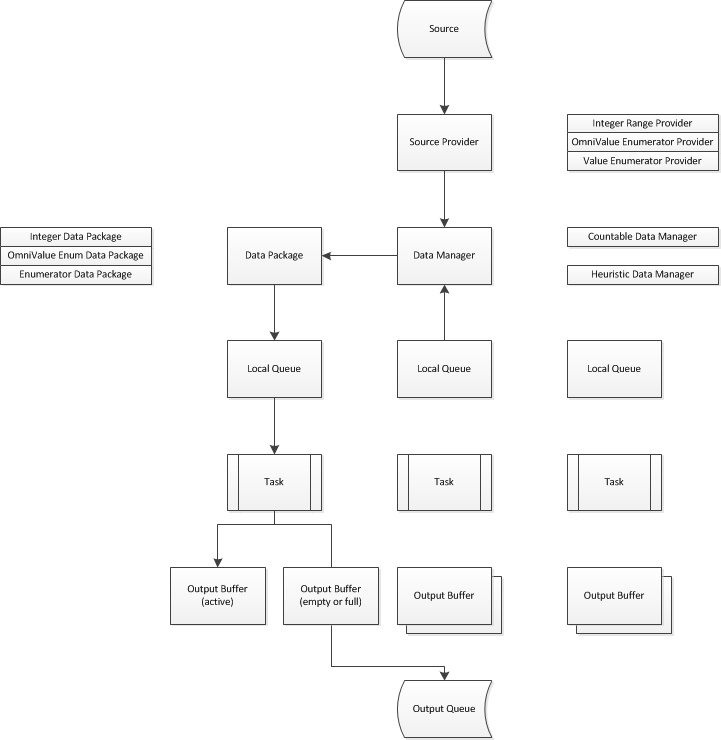 Source
Source Provider
Integer Range Provider
OmniValue Enumerator Provider
Value Enumerator Provider
Integer Data Package
OmniValue Enum Data Package
Enumerator Data Package
Data Package
Data Manager
Countable Data Manager
Heuristic Data Manager
Local Queue
Local Queue
Local Queue
Task
Task
Task
Output Buffer
(active)
Output Buffer
(empty or full)
Output Buffer
Output Buffer
Output Queue